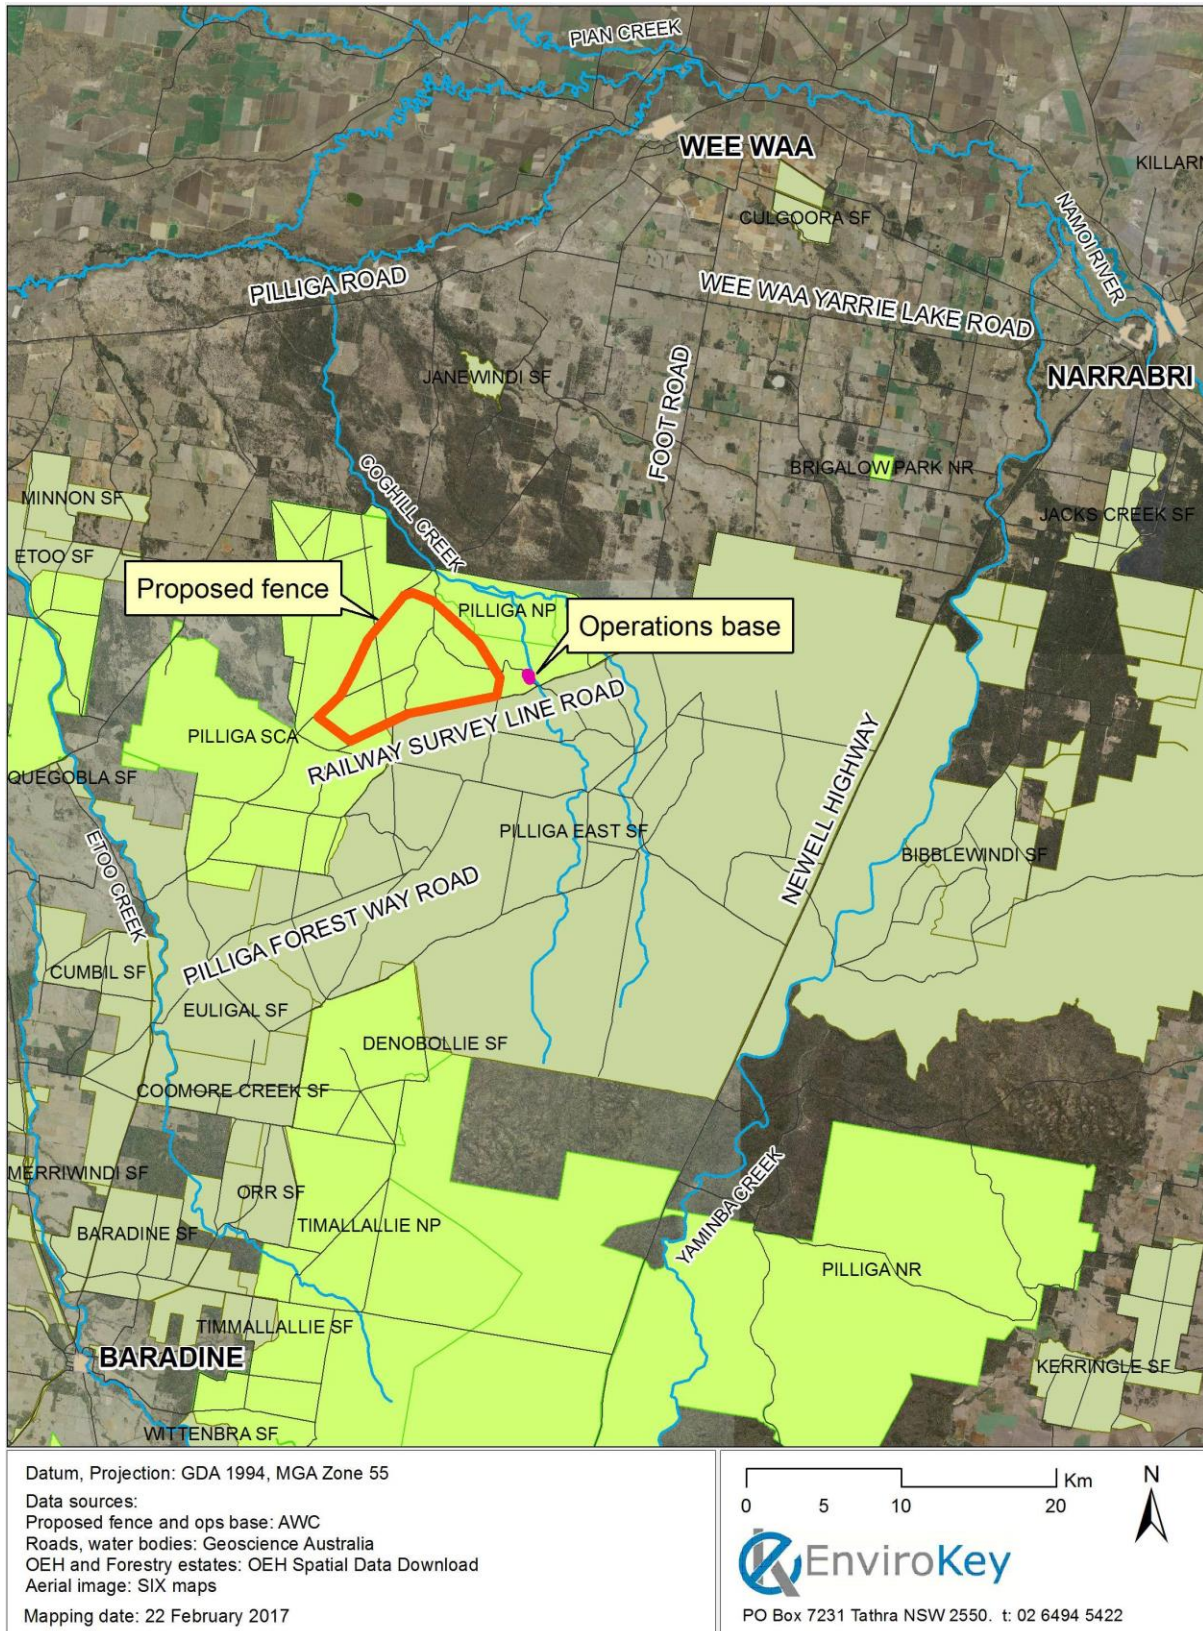 PIAN CREEK
WEE WAA
KILLARN
CULGOORA SF
NAMOI RIVER
PILLIGA ROAD
WEE WAA YARRIE LAKE ROAD
JANEWINDI SF
FOOT ROAD
NARRABRI
COGHILL CREEK
BRIGALOW PARK NR
MINNON SF
JACKS CREEK SF
ETOO SF
Proposed fence
PILLIGA NP
Operations base
PILLIGA SCA
RAILWAY SURVEY LINE ROAD
QUEGOBLA SF
NEWELL HIGHWAY
ETOO CREEK
PILLIGA EAST SF
BIBBLEWINDI SF
PILLIGA FOREST WAY ROAD
CUMBIL SF
EULIGAL SF
DENOBOLLIE SF
COOMORE CREEK SF
MERRIWINDI SF
ORR SF
YAMINBA CREEK
BARADINE SF
TIMALLALLIE NP
PILLIGA NR
TIMMALLALLIE SF
BARADINE
KERRINGLE SF
WITTENBRA SF
Datum, Projection: GDA 1994, MGA Zone 55
Data sources:
Proposed fence and ops base: AWC
Roads, water bodies: Geoscience Australia
OEH and Forestry estates: OEH Spatial Data Download
Aerial image: SIX maps
Mapping date: 22 February 2017
Km
0 5 10 20
N
EnviroKey
PO Box 7231 Tathra NSW 2550. t: 02 6494 5422